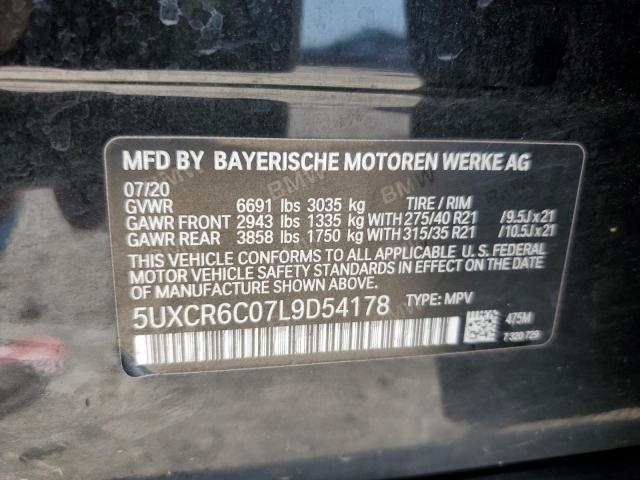 MFD BY BAYERISCHE MOTOREN WERKE AG
07/20
GVWR 6691 lbs 3035 kg TIRE / RIM
GAWR FRONT 2943 lbs 1335 kg WITH 275/40 R21 /9.5Jx21
GAWR REAR 3858 lbs 1750 kg WITH 315/35 R21 /10.5Jx21
THIS VEHICLE CONFORMS TO ALL APPLICABLE U. S. FEDERAL
MOTOR VEHICLE SAFETY STANDARDS IN EFFECT ON THE
DATE OF MANUFACTURE SHOWN ABOVE.
5UXCR6C07L9D54178 TYPE: MPV
475M
7 320 729